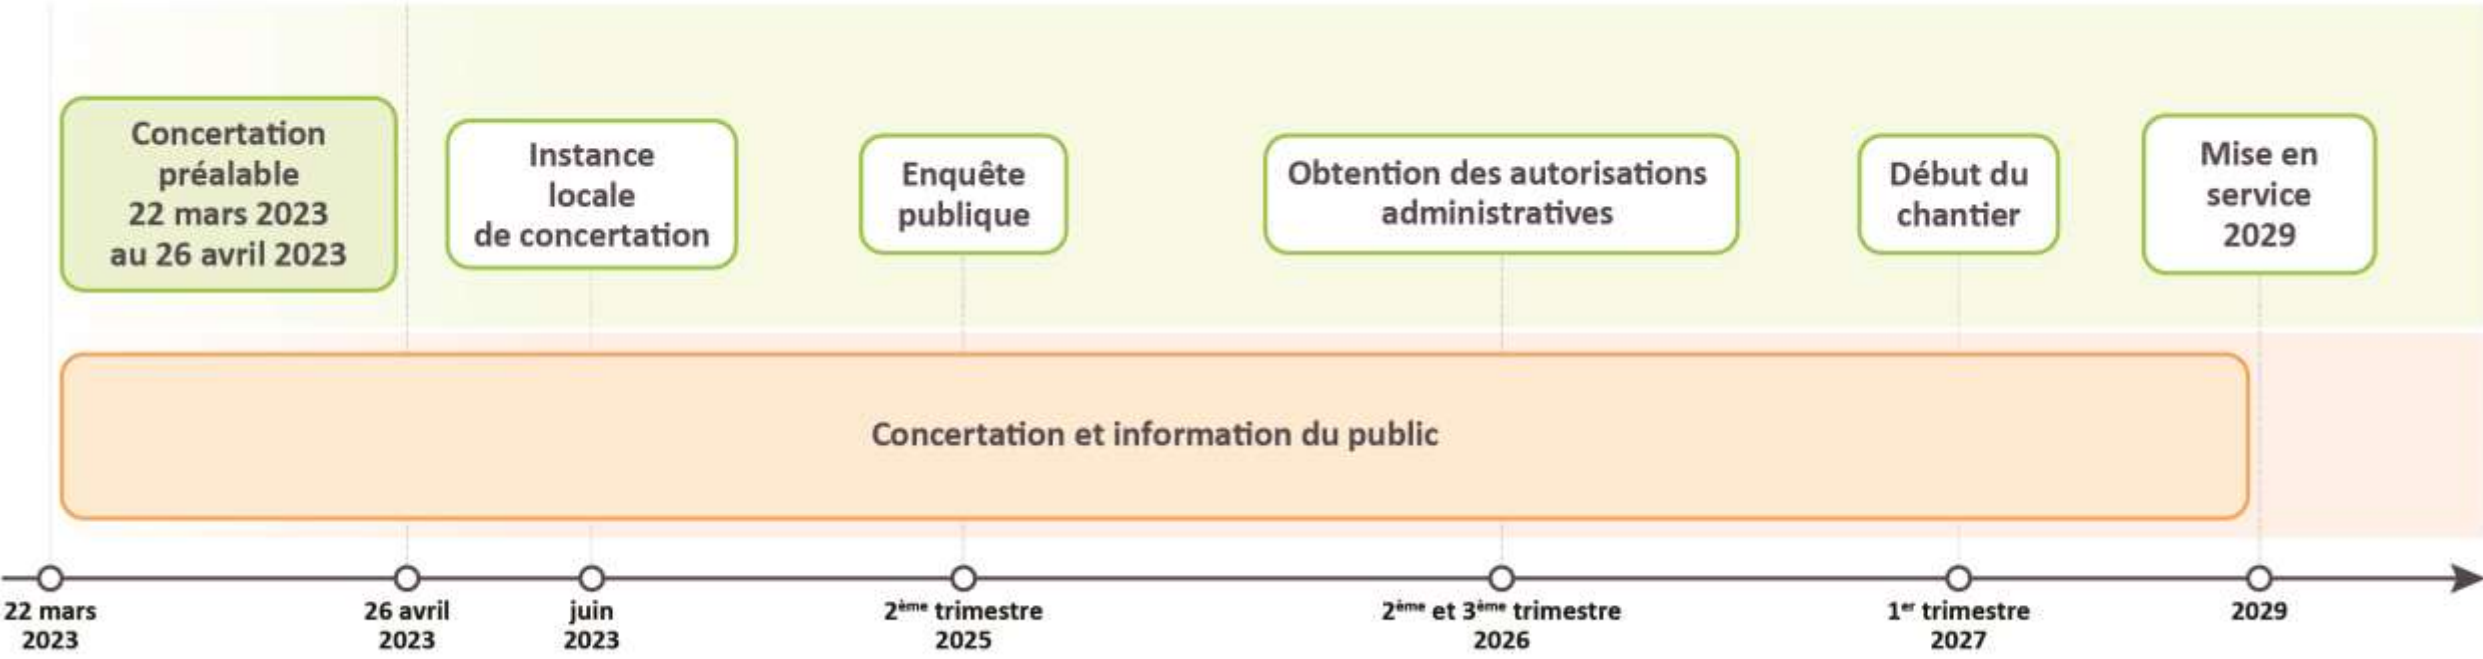 Concertation
préalable
22 mars 2023
au 26 avril 2023
Instance
locale
de concertation
Enquête
publique
Obtention des autorisations
administratives
Début du
chantier
Mise en
service
2029
Concertation et information du public
22 mars
2023
26 avril
2023
juin
2023
2ème trimestre
2025
2ème et 3ème trimestre
2026
1er trimestre
2027
2029